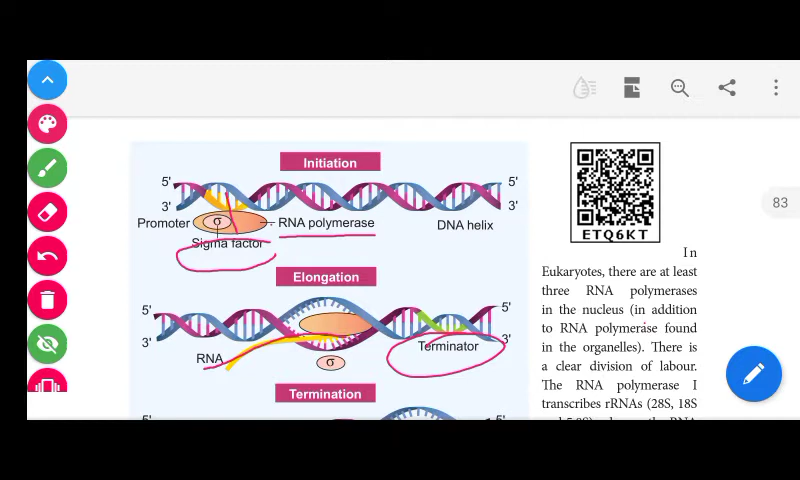 83
Initiation
5' 5'
3' 3'
Promoter σ RNA polymerase DNA helix
Sigma factor
Elongation
5' 5'
3' 3'
RNA σ Terminator
Termination
5' 5'
ETQ6KT
In
Eukaryotes, there are at least
three RNA polymerases
in the nucleus (in addition
to RNA polymerase found
in the organelles). There is
a clear division of labour.
The RNA polymerase I
transcribes rRNAs (28S, 18S